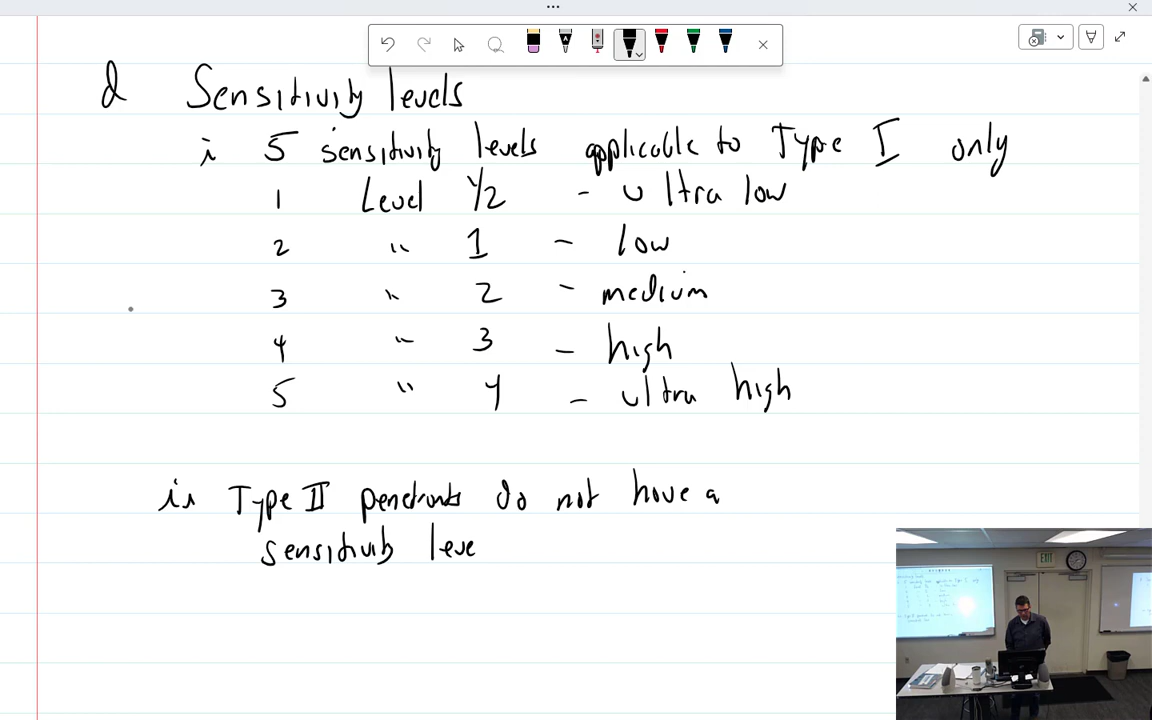 d Sensitivity levels
i 5 sensitivity levels applicable to Type I only
1 Level 1/2 - ultra low
2 " 1 - low
3 " 2 - medium
4 " 3 - high
5 " 4 - ultra high
ii Type II penetrants do not have a
sensitivity leve
EXIT